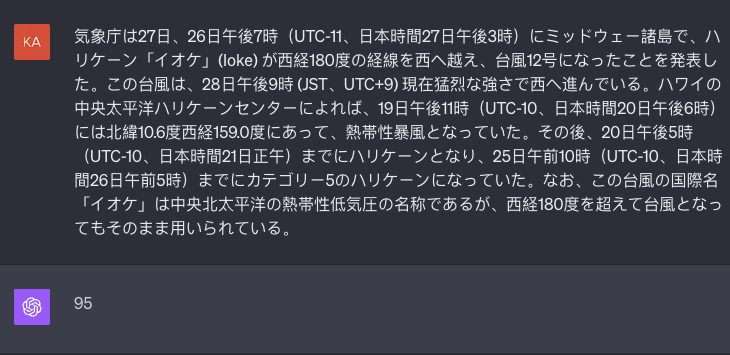 KA
気象庁は27日、26日午後7時（UTC-11、日本時間27日午後3時）にミッドウェー諸島で、ハ
リケーン「イオケ」(Ioke) が西経180度の経線を西へ越え、台風12号になったことを発表し
た。この台風は、28日午後9時 (JST、UTC+9) 現在猛烈な強さで西へ進んでいる。ハワイの
中央太平洋ハリケーンセンターによれば、19日午後11時（UTC-10、日本時間20日午後6時）
には北緯10.6度西経159.0度にあって、熱帯性暴風となっていた。その後、20日午後5時
（UTC-10、日本時間21日正午）までにハリケーンとなり、25日午前10時（UTC-10、日本時
間26日午前5時）までにカテゴリー5のハリケーンになっていた。なお、この台風の国際名
「イオケ」は中央北太平洋の熱帯性低気圧の名称であるが、西経180度を超えて台風となっ
てもそのまま用いられている。
95